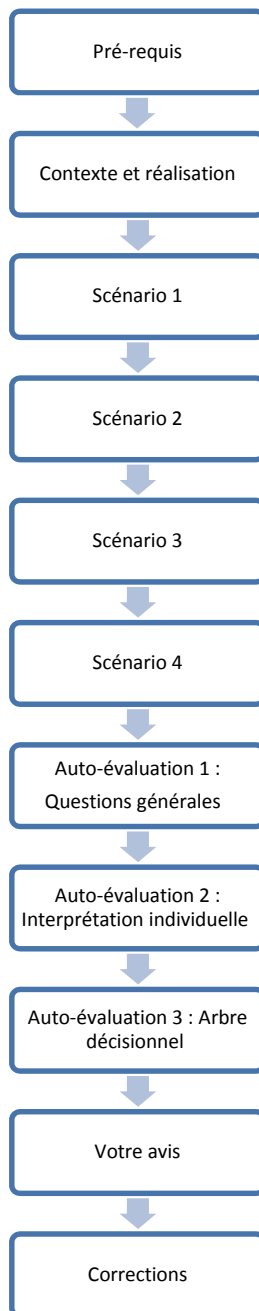 Pré-requis
Contexte et réalisation
Scénario 1
Scénario 2
Scénario 3
Scénario 4
Auto-évaluation 1 :
Questions générales
Auto-évaluation 2 :
Interprétation individuelle
Auto-évaluation 3 : Arbre
décisionnel
Votre avis
Corrections